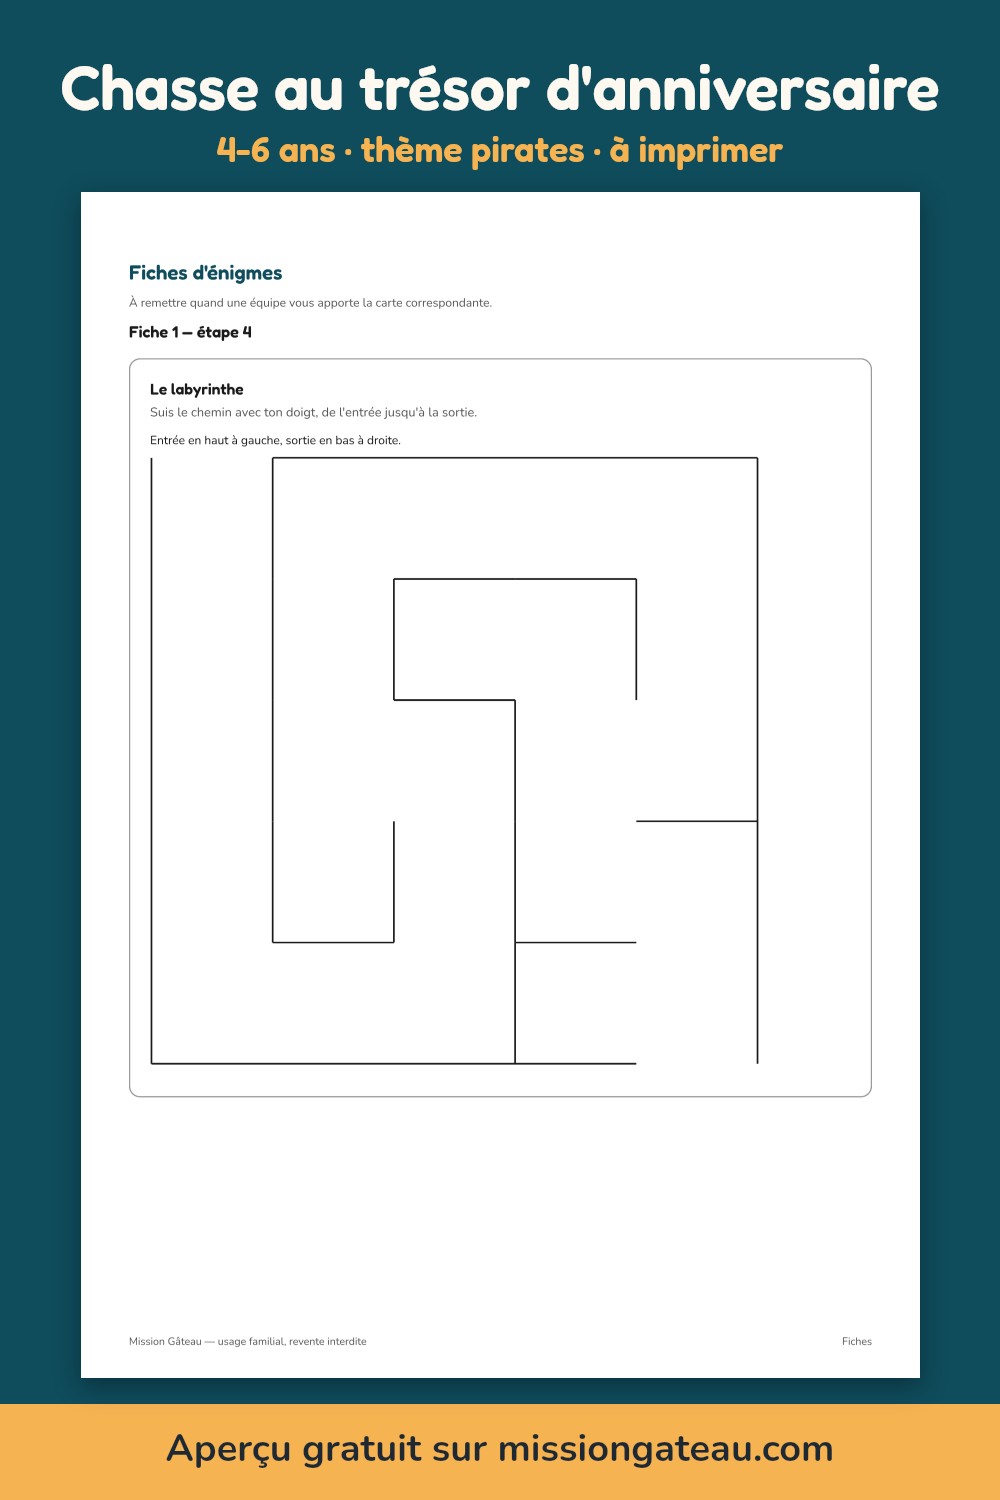 Chasse au trésor d'anniversaire
4-6 ans · thème pirates · à imprimer
Fiches d'énigmes
À remettre quand une équipe vous apporte la carte correspondante.
Fiche 1 — étape 4
Le labyrinthe
Suis le chemin avec ton doigt, de l'entrée jusqu'à la sortie.
Entrée en haut à gauche, sortie en bas à droite.
Mission Gâteau — usage familial, revente interdite
Fiches
Aperçu gratuit sur missiongateau.com